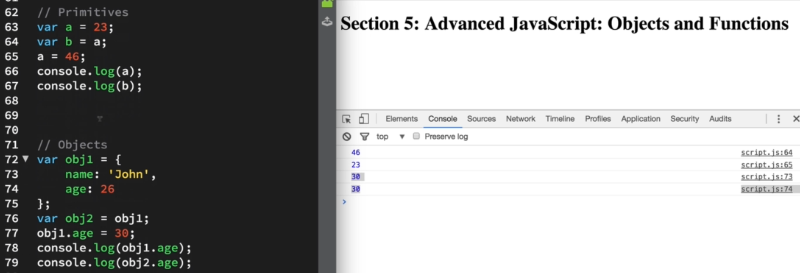 62 // Primitives
63 var a = 23;
64 var b = a;
65 a = 46;
66 console.log(a);
67 console.log(b);
68
69
70
71 // Objects
72 var obj1 = {
73 name: 'John',
74 age: 26
75 };
76 var obj2 = obj1;
77 obj1.age = 30;
78 console.log(obj1.age);
79 console.log(obj2.age);
Section 5: Advanced JavaScript: Objects and Functions
Elements Console Sources Network Timeline Profiles Application Security Audits
top Preserve log
46 script.js:64
23 script.js:65
30 script.js:73
30 script.js:74